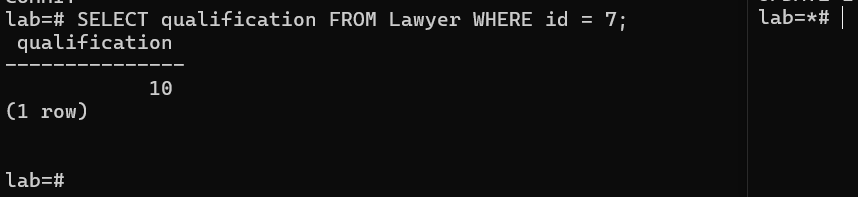 lab=# SELECT qualification FROM Lawyer WHERE id = 7;
 qualification
---------------
            10
(1 row)
lab=#
lab=*#